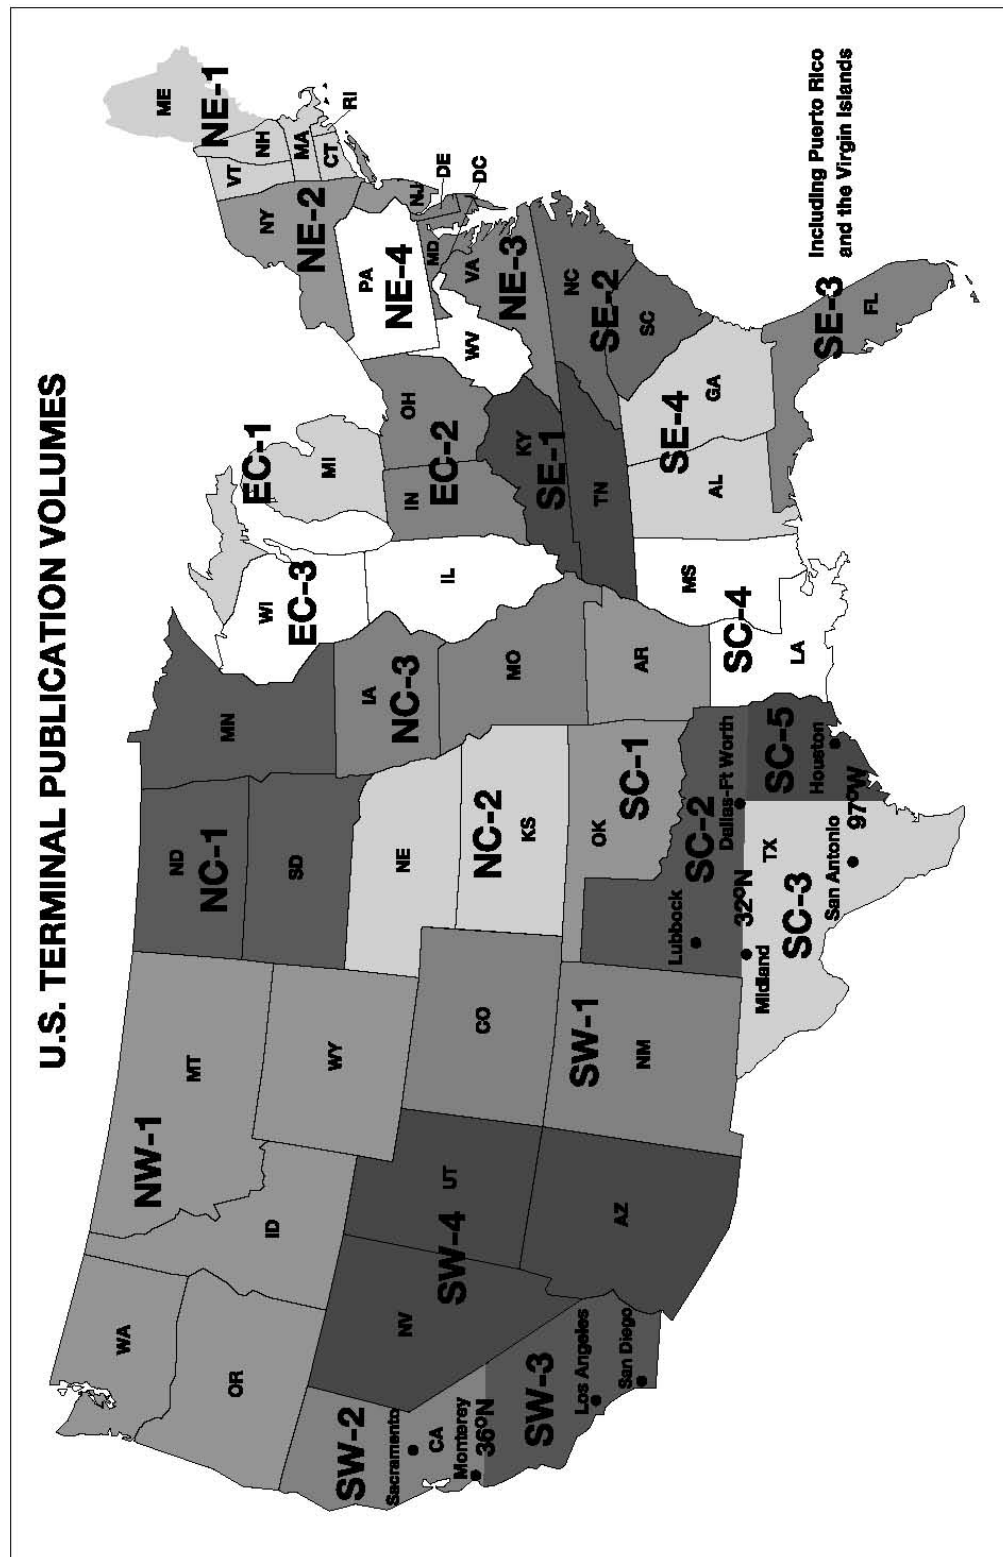 U.S. TERMINAL PUBLICATION VOLUMES
WA
OR
NW-1
MT
ID
WY
ND
NC-1
SD
MN
NE
NC-2
KS
IA
NC-3
MO
WI
EC-3
IL
EC-1
MI
IN
OH
EC-2
ME
NE-1
VT
NH
MA
CT
RI
NY
NE-2
NJ
PA
NE-4
DE
DC
MD
VA
NE-3
WV
KY
SE-1
TN
NC
SE-2
SC
SE-4
AL
GA
SE-3
FL
Including Puerto Rico
and the Virgin Islands
MS
SC-4
LA
AR
OK
SC-1
SC-2
Lubbock
Dallas-Ft Worth
32ºN
Midland
TX
SC-3
San Antonio
97ºW
SC-5
Houston
CO
SW-1
NM
UT
SW-4
NV
AZ
SW-2
Sacramento
CA
Monterey
36ºN
SW-3
Los Angeles
San Diego